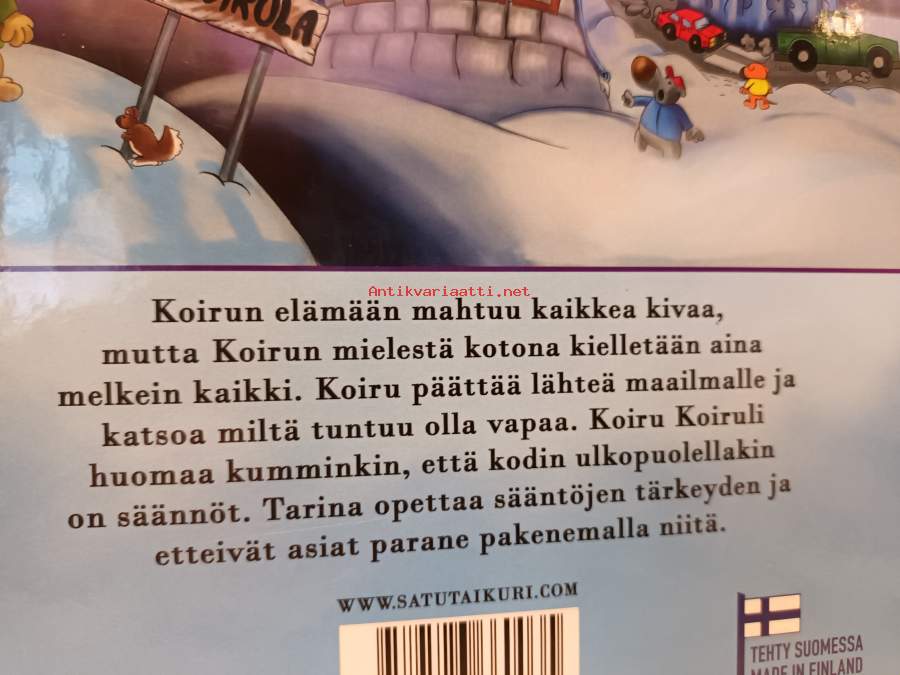 Antikvariaatti.net
Koirun elämään mahtuu kaikkea kivaa,
mutta Koirun mielestä kotona kielletään aina
melkein kaikki. Koiru päättää lähteä maailmalle ja
katsoa miltä tuntuu olla vapaa. Koiru Koiruli
huomaa kumminkin, että kodin ulkopuolellakin
on säännöt. Tarina opettaa sääntöjen tärkeyden ja
etteivät asiat parane pakenemalla niitä.
WWW.SATUTAIKURI.COM
TEHTY SUOMESSA
MADE IN FINLAND